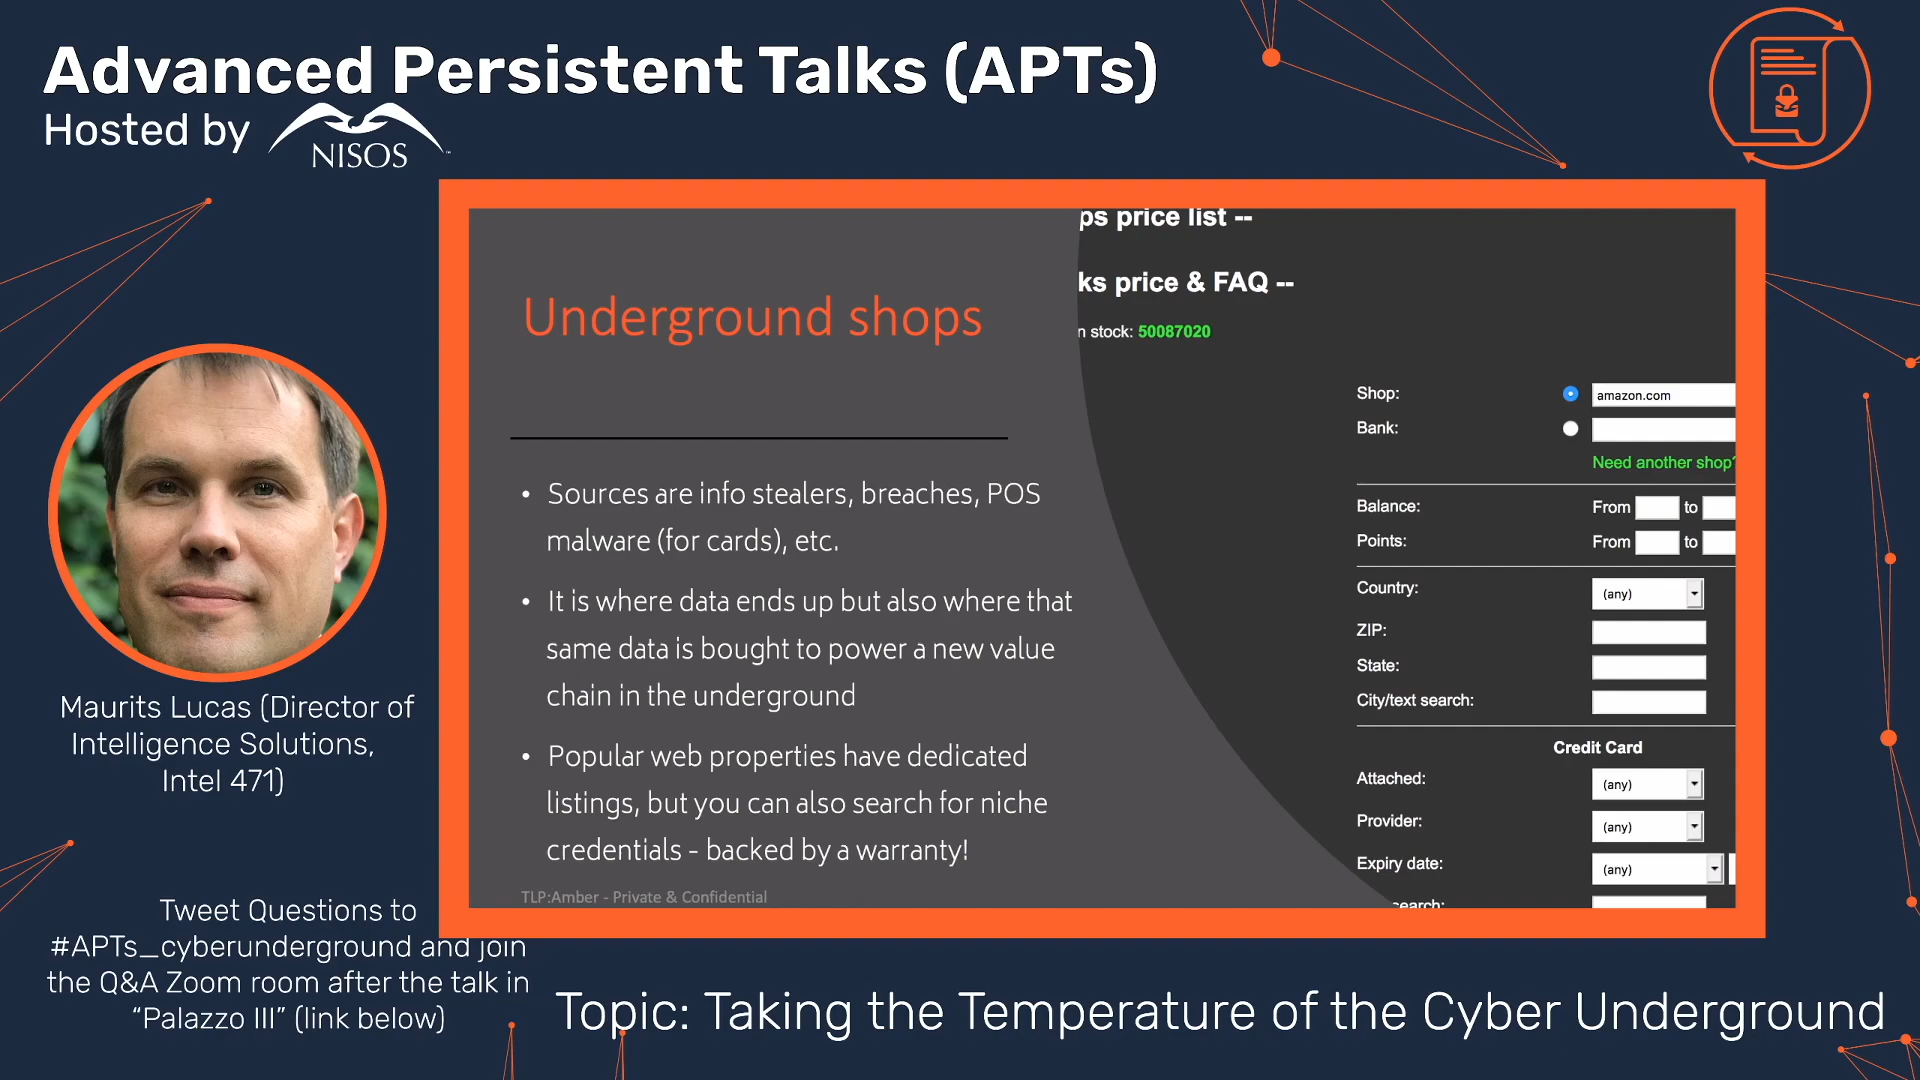 Advanced Persistent Talks (APTs)
Hosted by
NISOS
Underground shops
• Sources are info stealers, breaches, POS
malware (for cards), etc.
• It is where data ends up but also where that
same data is bought to power a new value
chain in the underground
• Popular web properties have dedicated
listings, but you can also search for niche
credentials - backed by a warranty!
TLP:Amber - Private & Confidential
ps price list --
ks price & FAQ --
n stock: 50087020
Shop: amazon.com
Bank:
Need another shop?
Balance: From to
Points: From to
Country: (any)
ZIP:
State:
City/text search:
Credit Card
Attached: (any)
Provider: (any)
Expiry date: (any)
earch:
Maurits Lucas (Director of
Intelligence Solutions,
Intel 471)
Tweet Questions to
#APTs_cyberunderground and join
the Q&A Zoom room after the talk in
“Palazzo III” (link below)
Topic: Taking the Temperature of the Cyber Underground